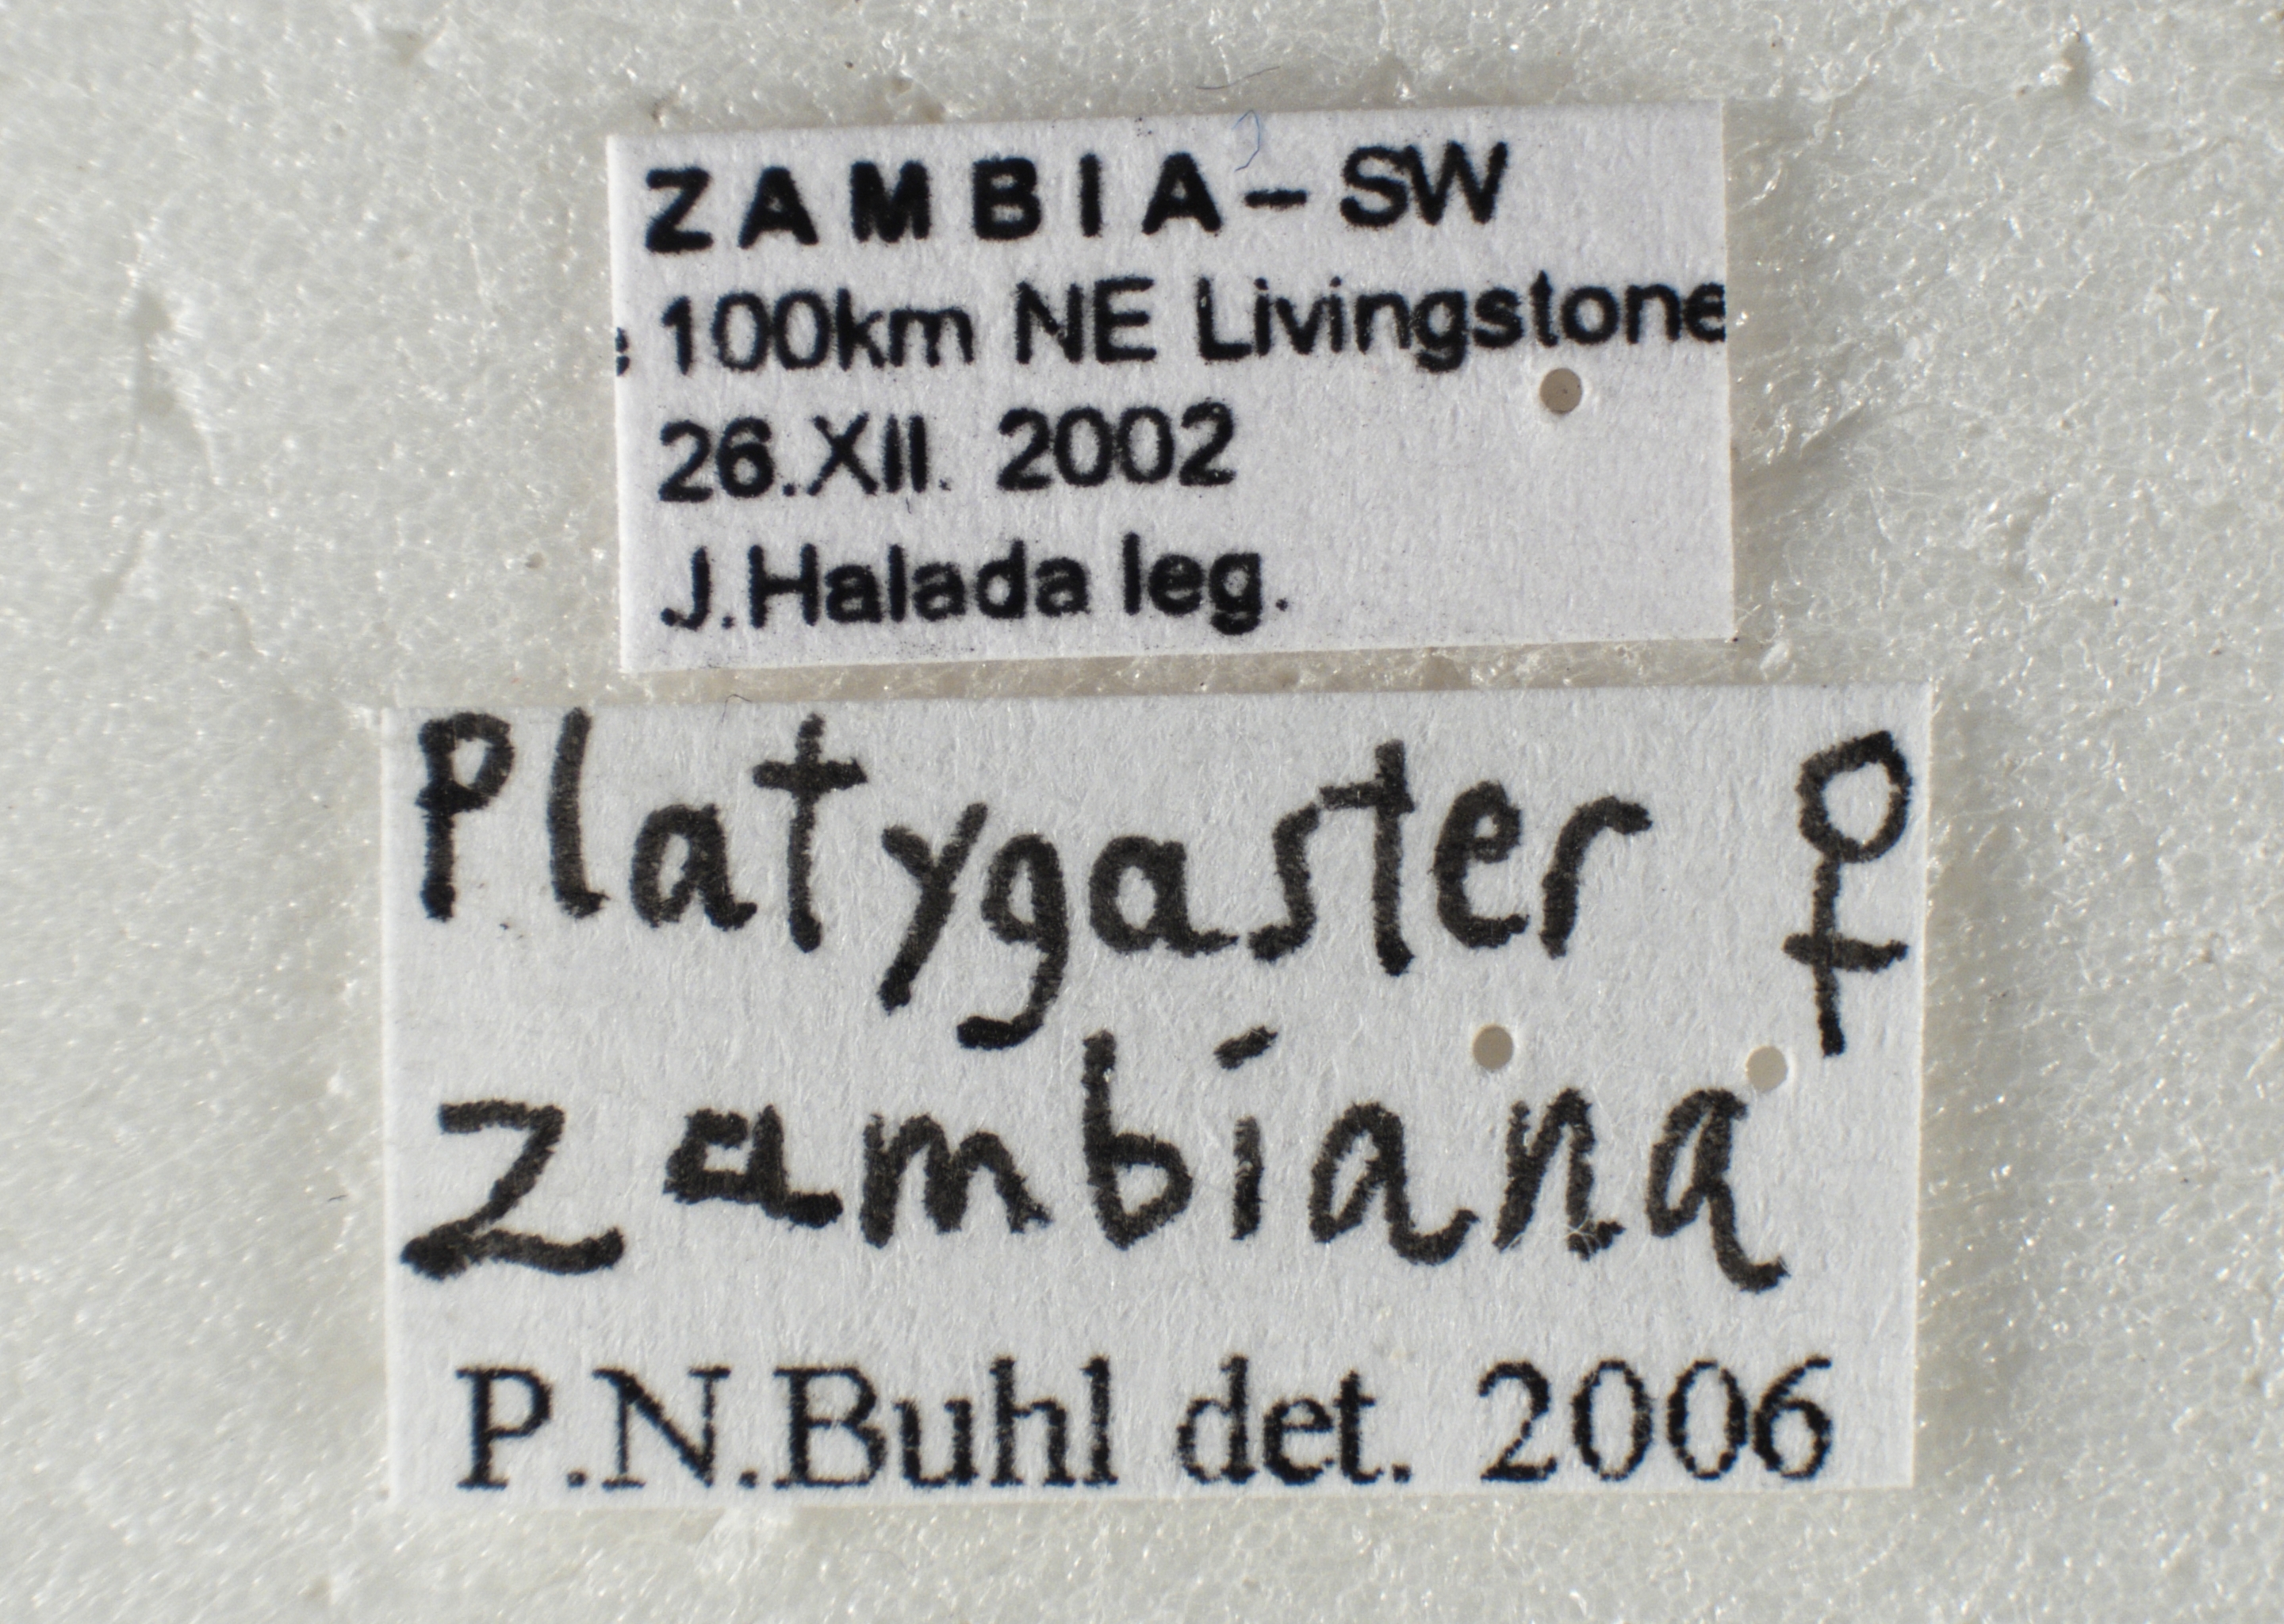 ZAMBIA – SW
100km NE Livingstone
26.XII. 2002
J.Halada leg.
Platygaster ♀
zambiana
P.N.Buhl det. 2006